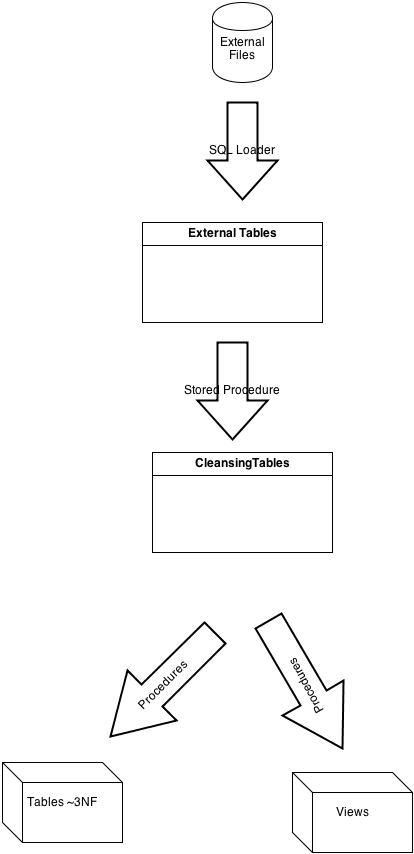 External
Files
SQL Loader
External Tables
Stored Procedure
CleansingTables
Procedures
Procedures
Tables ~3NF
Views